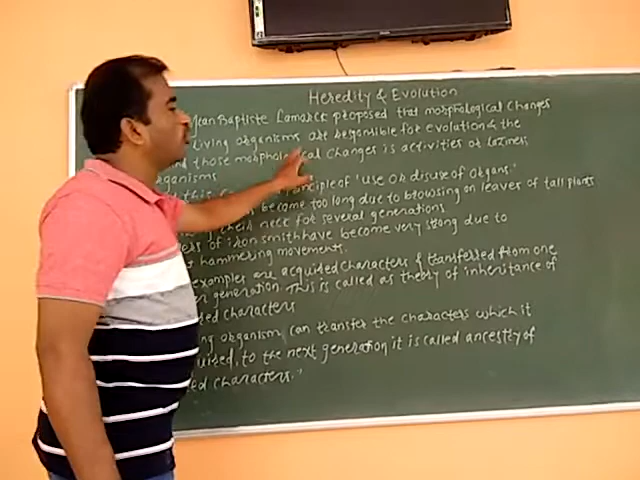 Heredity & Evolution
Jean Baptiste Lamarck proposed that morphological changes
living organisms are responsible for evolution & the
those morphological changes is activities or laziness
organisms
principle of "use or disuse of organs."
become too long due to browsing on leaves of tall plants
their neck for several generations
of iron smith have become very strong due to
hammering movements.
examples are acquired characters & transferred from one
generation. This is called as theory of inheritance of
characters
organism, can transfer the characters which it
to the next generation it is called ancestry of
characters."